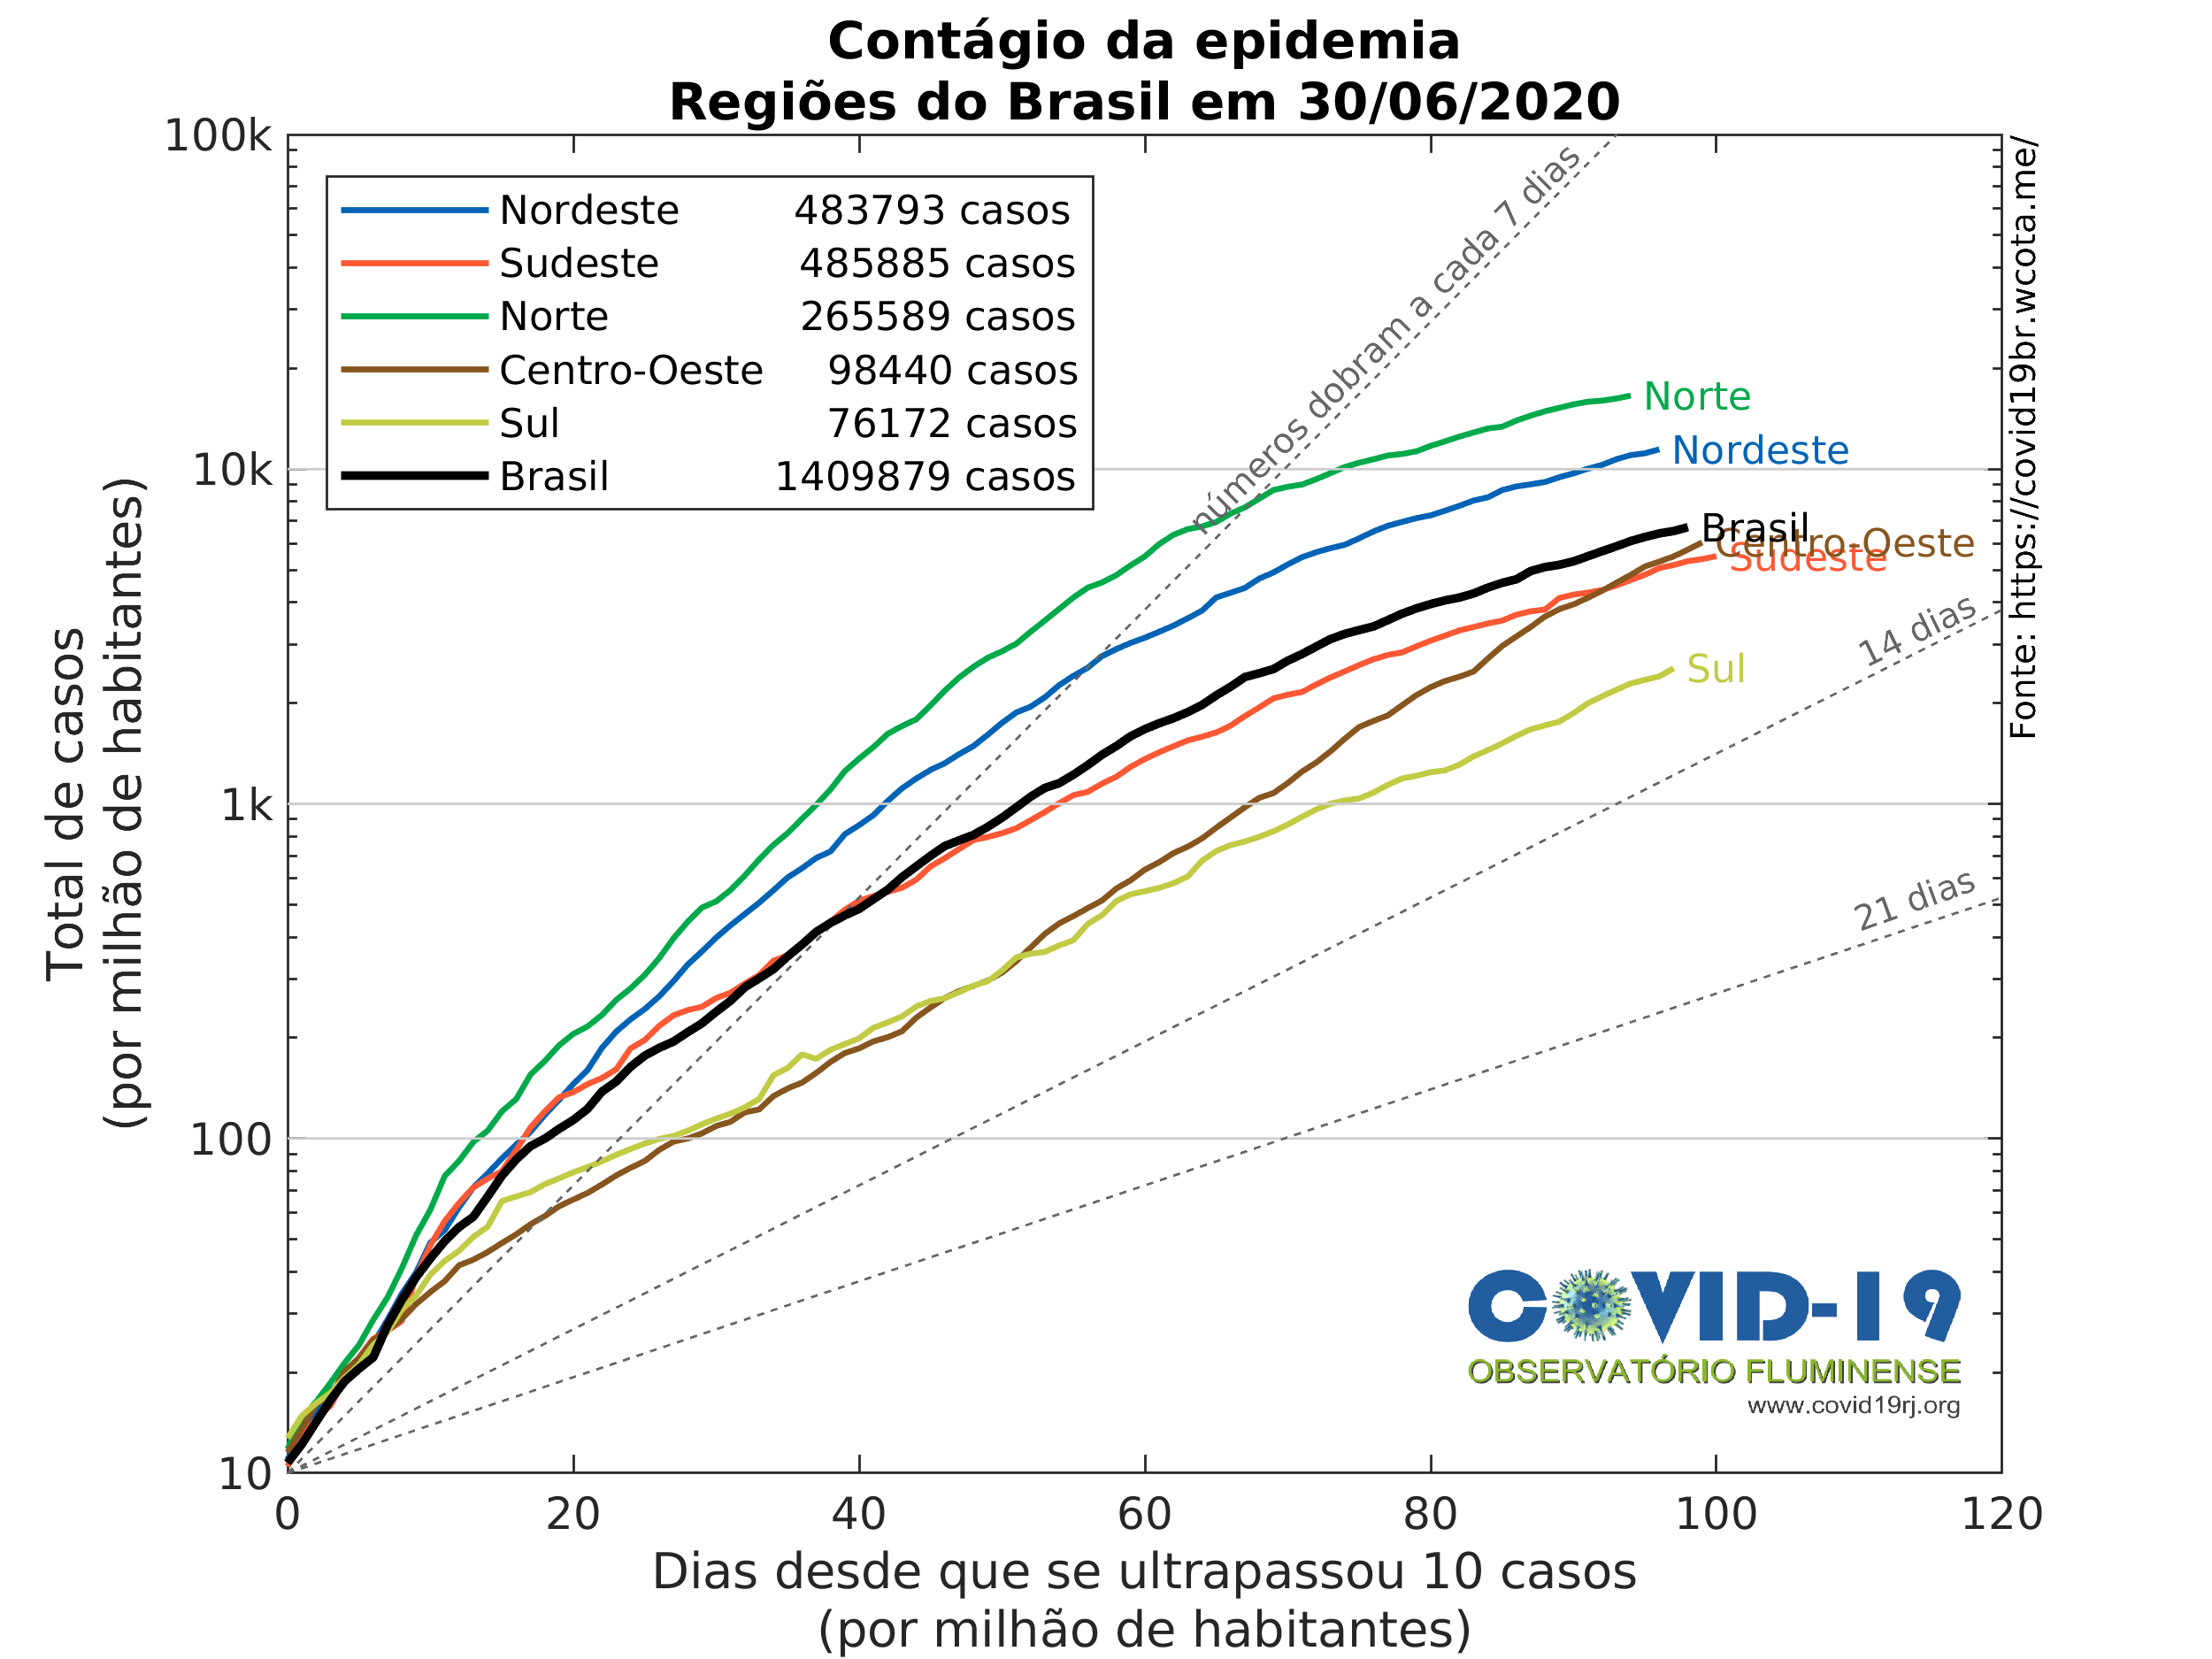 Contágio da epidemia
Regiões do Brasil em 30/06/2020
100k
10k
1k
100
10
Total de casos
(por milhão de habitantes)
Nordeste 483793 casos
Sudeste 485885 casos
Norte 265589 casos
Centro-Oeste 98440 casos
Sul 76172 casos
Brasil 1409879 casos
números dobram a cada 7 dias
Norte
Nordeste
Brasil
Centro-Oeste
Sudeste
14 dias
Sul
21 dias
Fonte: https://covid19br.wcota.me/
COVID-19
OBSERVATÓRIO FLUMINENSE
www.covid19rj.org
0 20 40 60 80 100 120
Dias desde que se ultrapassou 10 casos
(por milhão de habitantes)